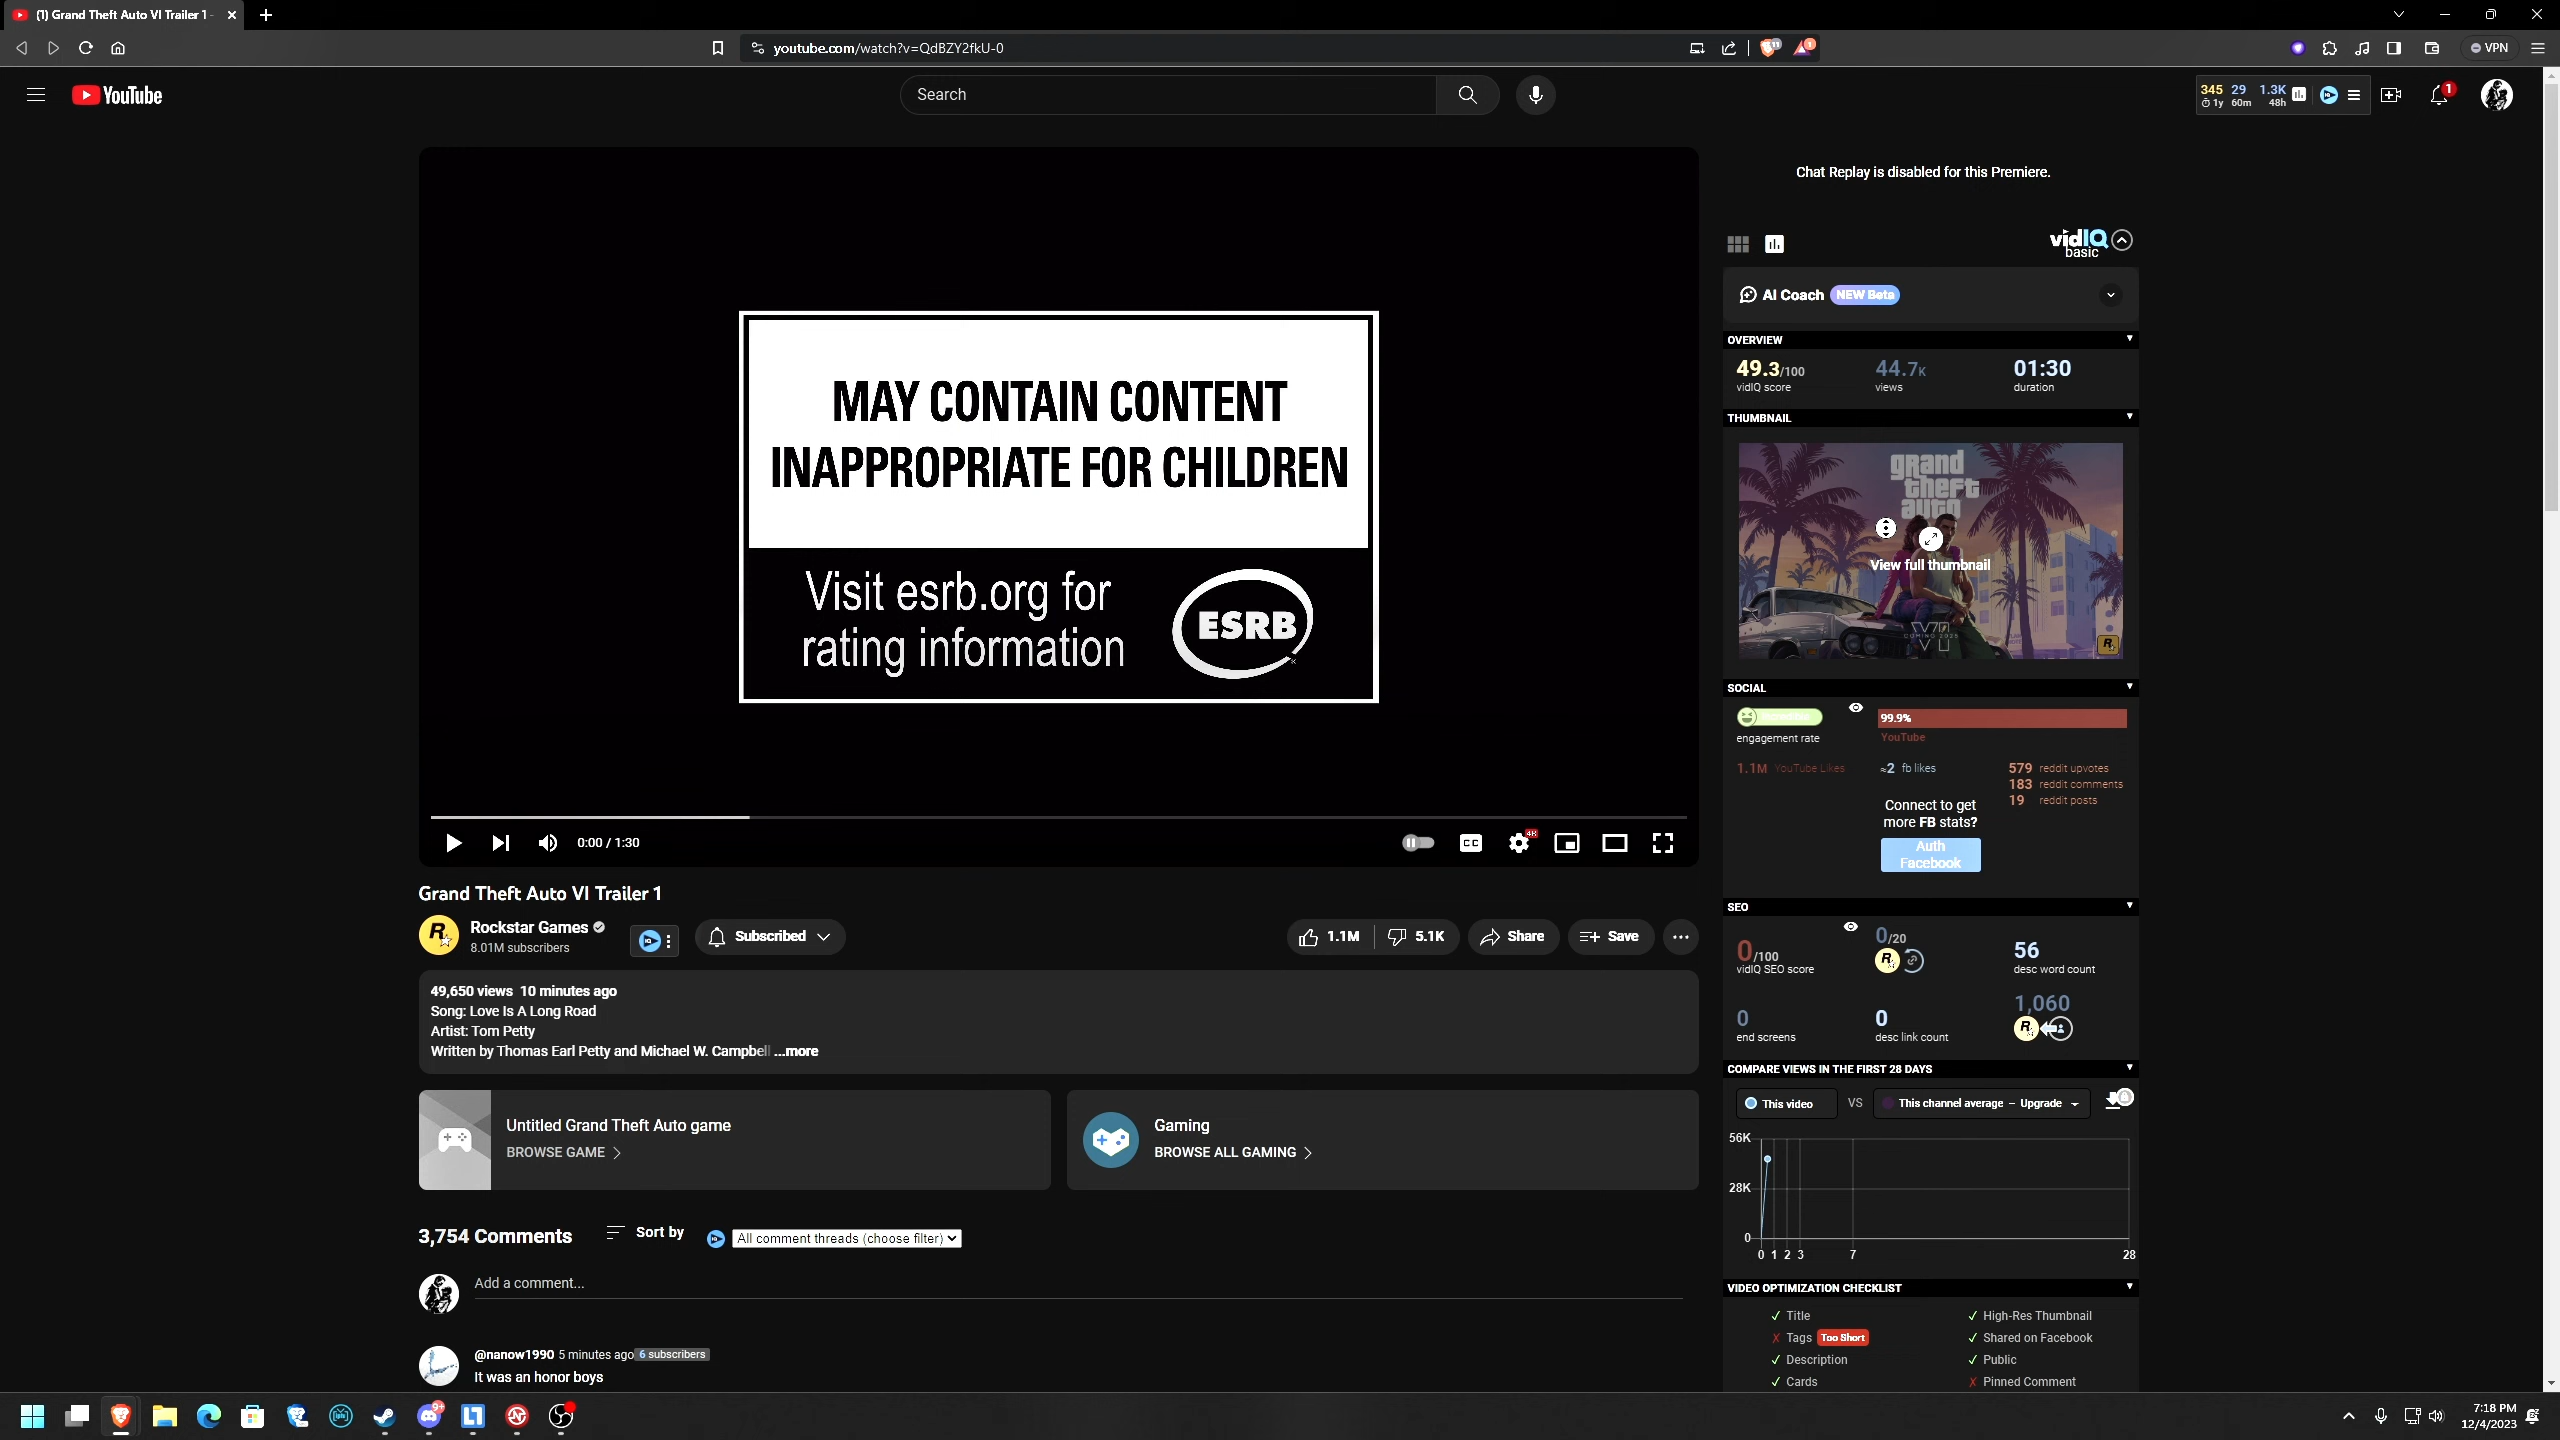 (1) Grand Theft Auto VI Trailer 1 -
youtube.com/watch?v=QdBZY2fkU-0
11
1
VPN
YouTube
Search
345 29 1.3K
1y 60m 48h
1
MAY CONTAIN CONTENT
INAPPROPRIATE FOR CHILDREN
Visit esrb.org for
rating information
ESRB
0:00 / 1:30
CC
4K
Chat Replay is disabled for this Premiere.
vidIQ
basic
AI Coach NEW Beta
OVERVIEW
49.3/100 44.7K 01:30
vidIQ score views duration
THUMBNAIL
grand
theft
auto
View full thumbnail
VI
COMING 2025
SOCIAL
99.9%
engagement rate YouTube
1.1M YouTube Likes ≈2 fb likes 579 reddit upvotes
183 reddit comments
19 reddit posts
Connect to get
more FB stats?
Auth
Facebook
Grand Theft Auto VI Trailer 1
Rockstar Games
8.01M subscribers
Subscribed
1.1M 5.1K Share Save
49,650 views 10 minutes ago
Song: Love Is A Long Road
Artist: Tom Petty
Written by Thomas Earl Petty and Michael W. Campbell ...more
Untitled Grand Theft Auto game
BROWSE GAME
Gaming
BROWSE ALL GAMING
3,754 Comments Sort by All comment threads (choose filter)
Add a comment...
@nanow1990 5 minutes ago 6 subscribers
It was an honor boys
SEO
0/100 0/20 56
vidIQ SEO score desc word count
0 0 1,060
end screens desc link count
COMPARE VIEWS IN THE FIRST 28 DAYS
This video VS This channel average – Upgrade
56K
28K
0
0 1 2 3 7 28
VIDEO OPTIMIZATION CHECKLIST
Title High-Res Thumbnail
Tags Too Short Shared on Facebook
Description Public
Cards Pinned Comment
9+
7:18 PM
12/4/2023